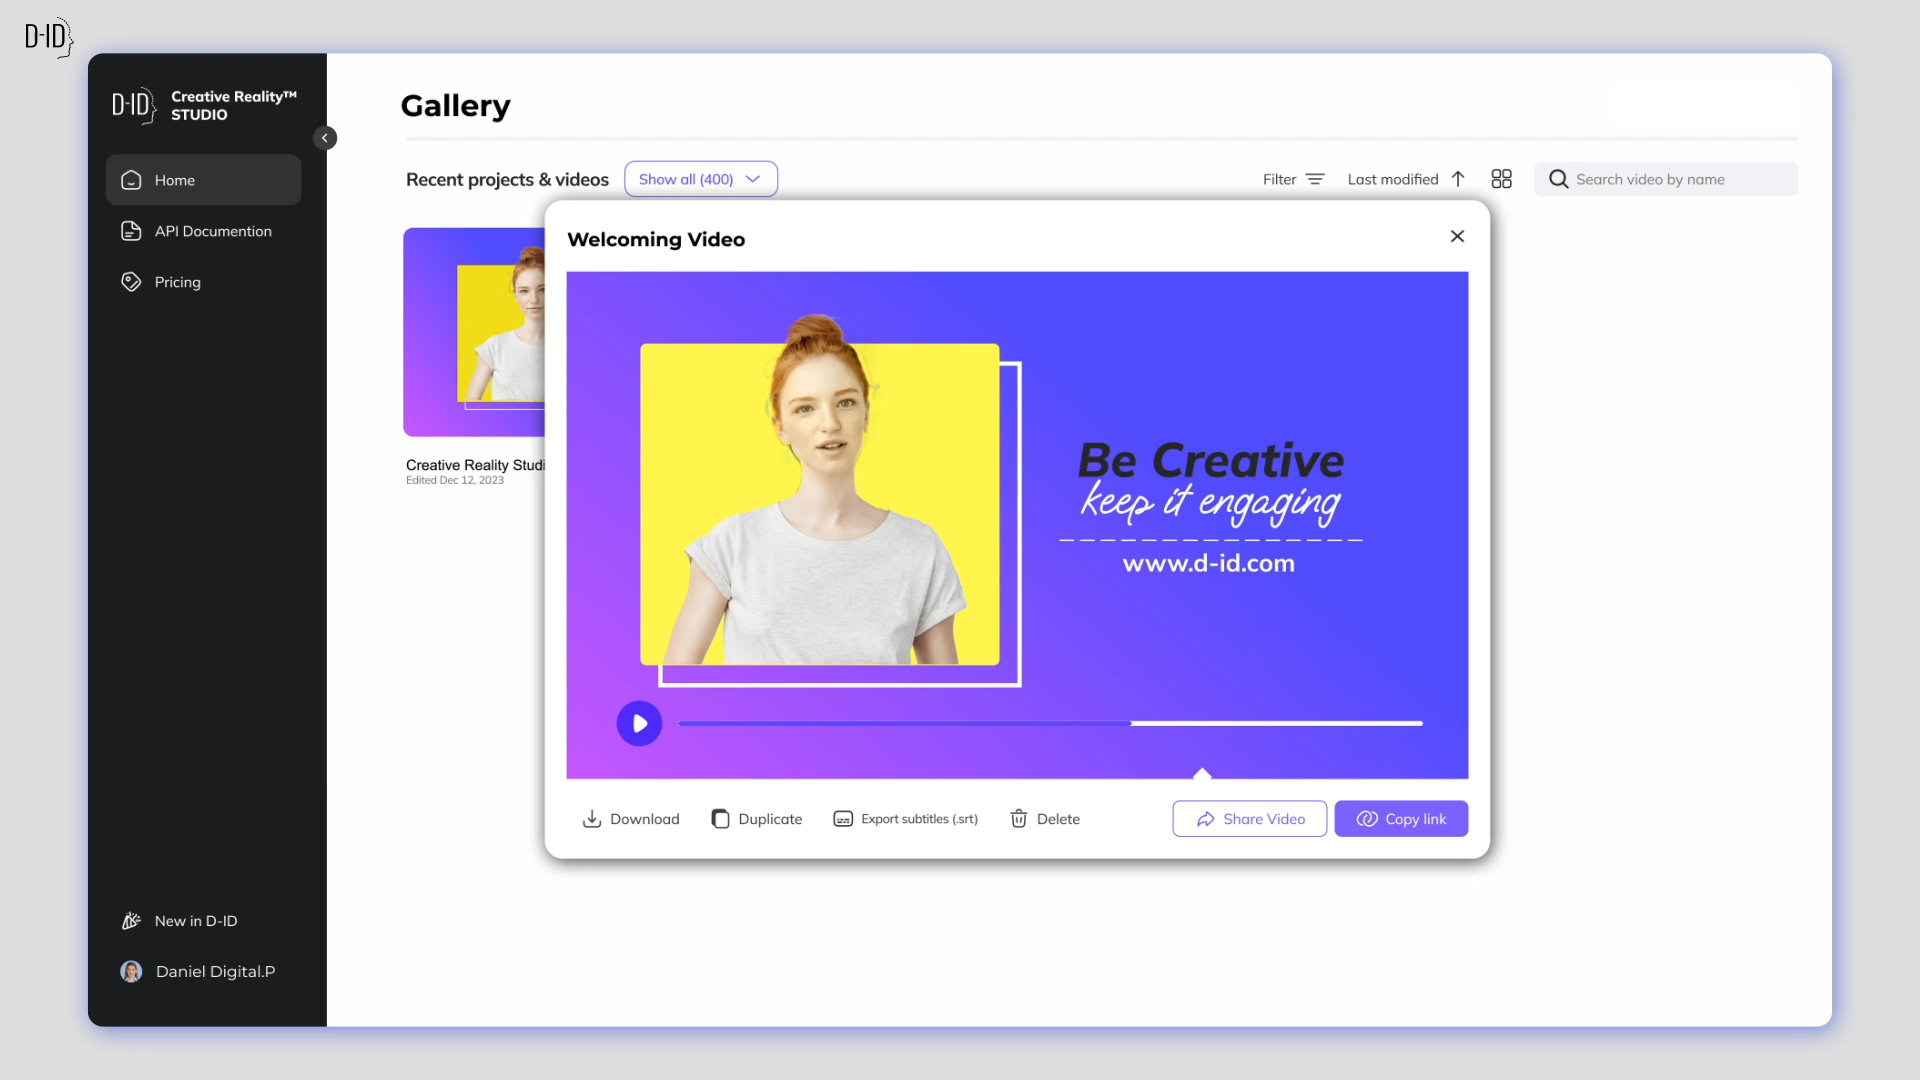 D-ID
D-ID
Creative Reality™
STUDIO
Home
API Documention
Pricing
New in D-ID
Daniel Digital.P
Gallery
Recent projects & videos
Show all (400)
Filter
Last modified
Search video by name
Creative Reality Studi
Edited Dec 12, 2023
Welcoming Video
Be Creative
keep it engaging
www.d-id.com
Download
Duplicate
Export subtitles (.srt)
Delete
Share Video
Copy link